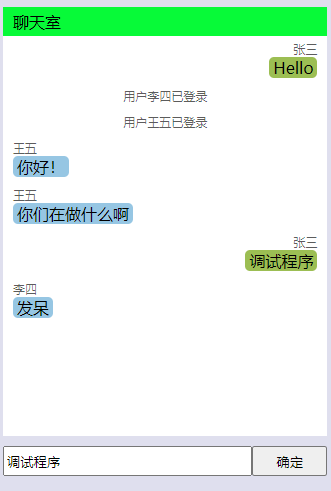 聊天室
张三
Hello
用户李四已登录
用户王五已登录
王五
你好！
王五
你们在做什么啊
张三
调试程序
李四
发呆
调试程序
确定